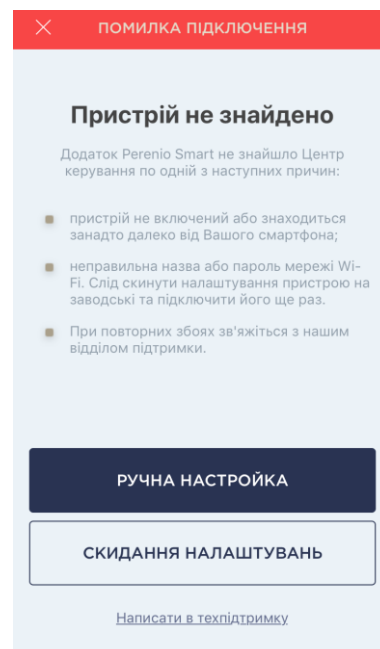 ПОМИЛКА ПІДКЛЮЧЕННЯ
Пристрій не знайдено
Додаток Perenio Smart не знайшло Центр
керування по одній з наступних причин:
пристрій не включений або знаходиться
занадто далеко від Вашого смартфона;
неправильна назва або пароль мережі Wi-
Fi. Слід скинути налаштування пристрою на
заводські та підключити його ще раз.
При повторних збоях зв'яжіться з нашим
відділом підтримки.
РУЧНА НАСТРОЙКА
СКИДАННЯ НАЛАШТУВАНЬ
Написати в техпідтримку